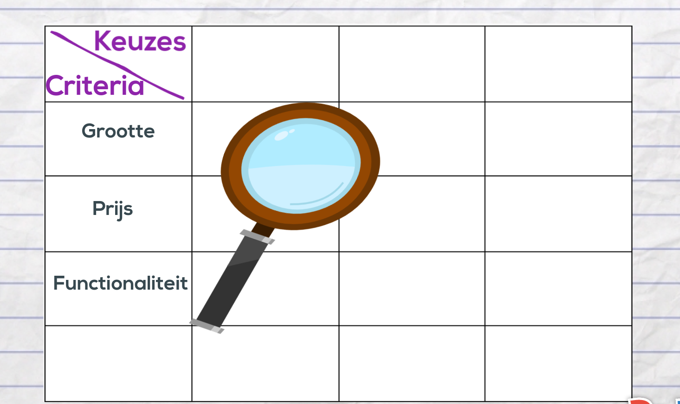 Keuzes
Criteria
Grootte
Prijs
Functionaliteit